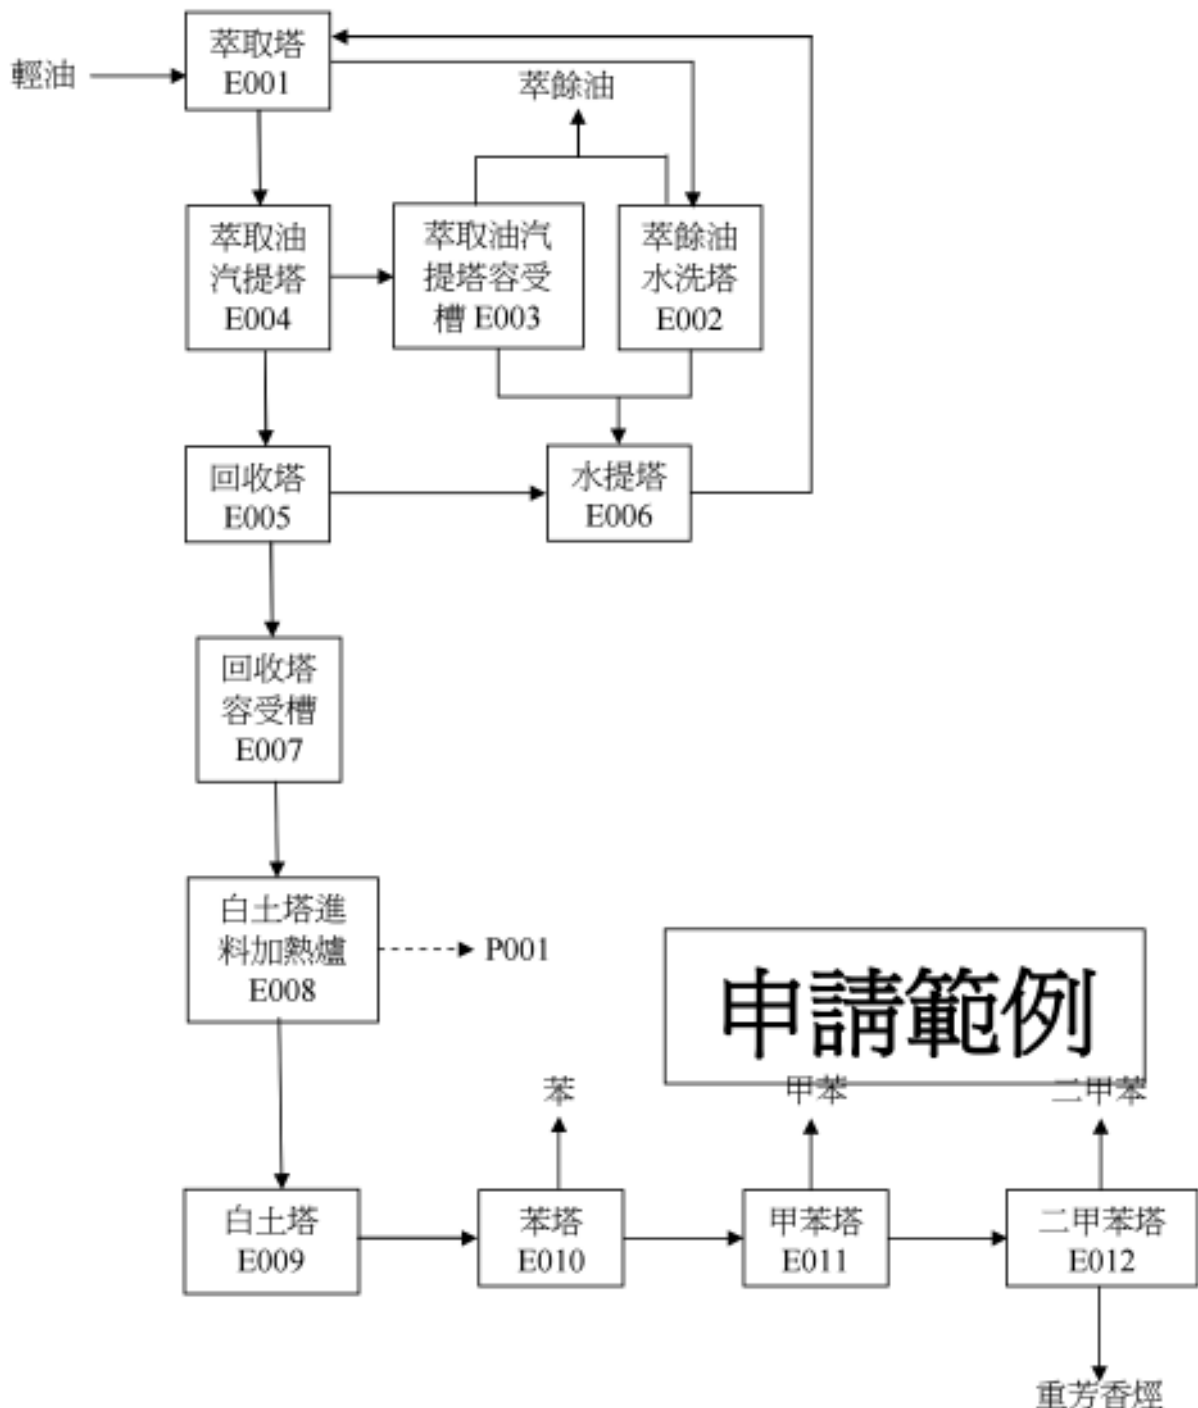 萃取塔
E001
輕油
萃餘油
萃取油
汽提塔
E004
萃取油汽
提塔容受
槽 E003
萃餘油
水洗塔
E002
回收塔
E005
水提塔
E006
回收塔
容受槽
E007
白土塔進
料加熱爐
E008
P001
申請範例
苯
甲苯
二甲苯
白土塔
E009
苯塔
E010
甲苯塔
E011
二甲苯塔
E012
重芳香烴